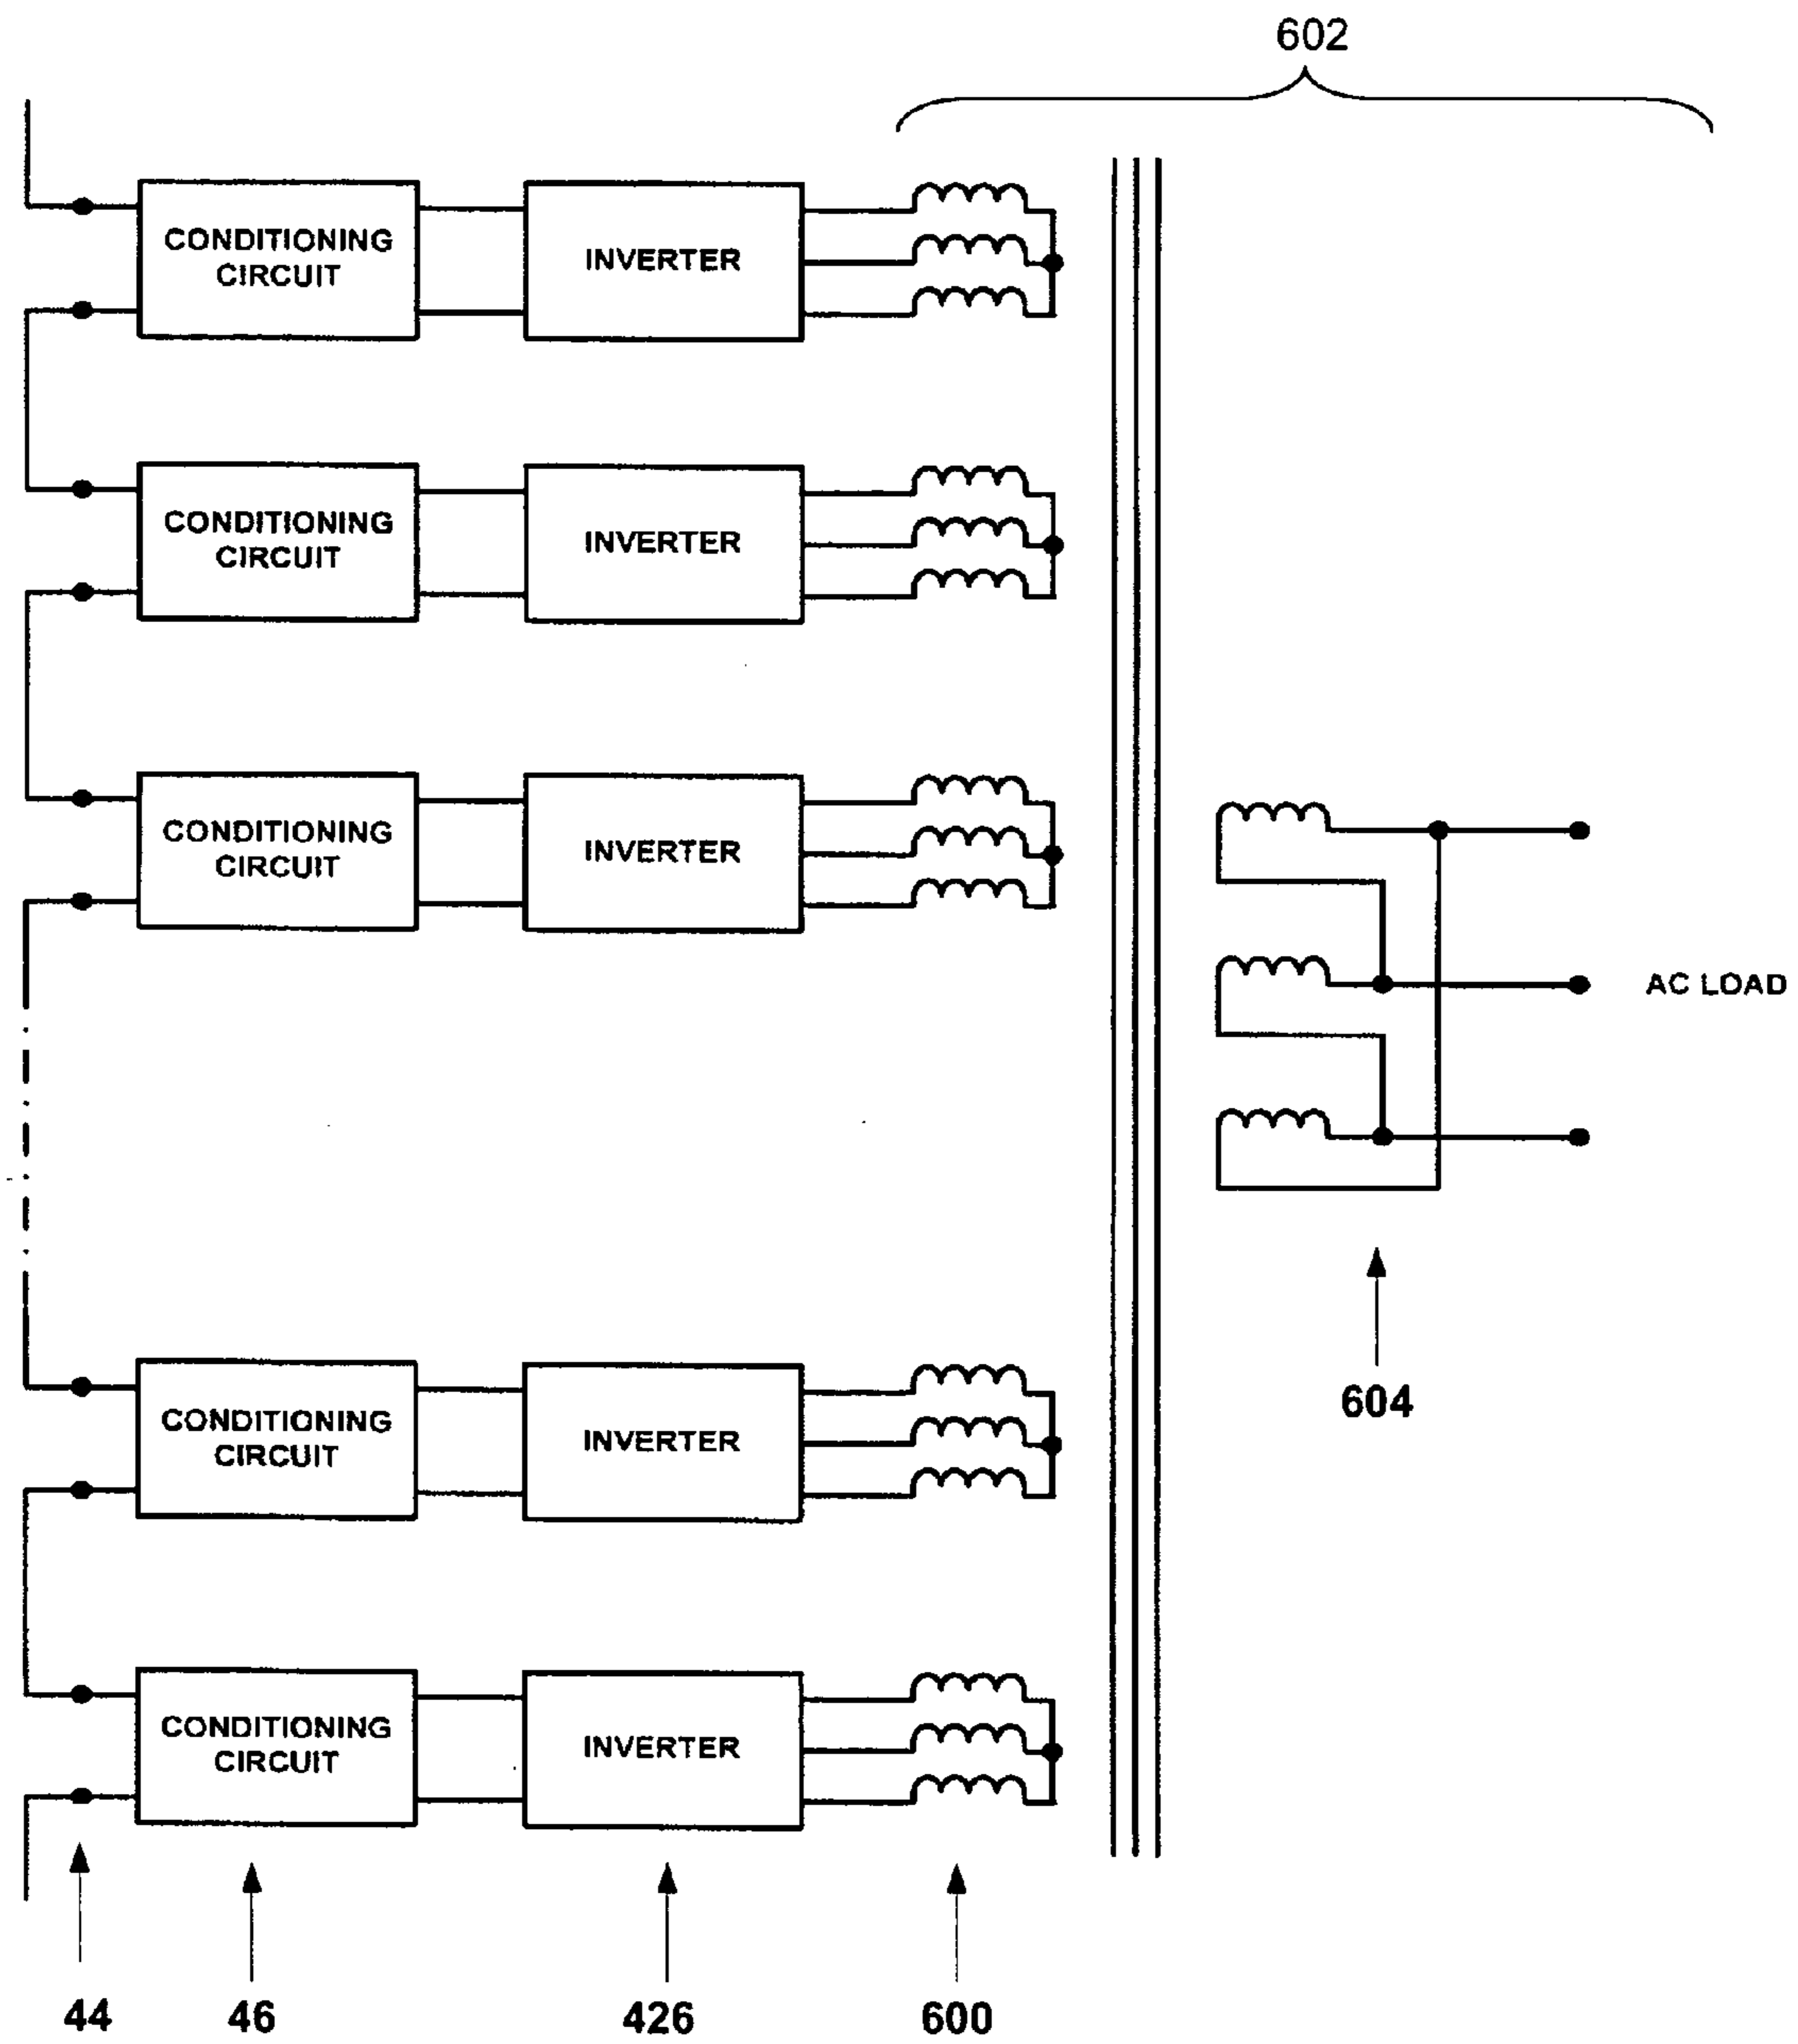 602
CONDITIONING
CIRCUIT
INVERTER
CONDITIONING
CIRCUIT
INVERTER
CONDITIONING
CIRCUIT
INVERTER
AC LOAD
CONDITIONING
CIRCUIT
INVERTER
604
CONDITIONING
CIRCUIT
INVERTER
44
46
426
600